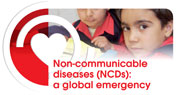 Non-communicable
diseases (NCDs):
a global emergency